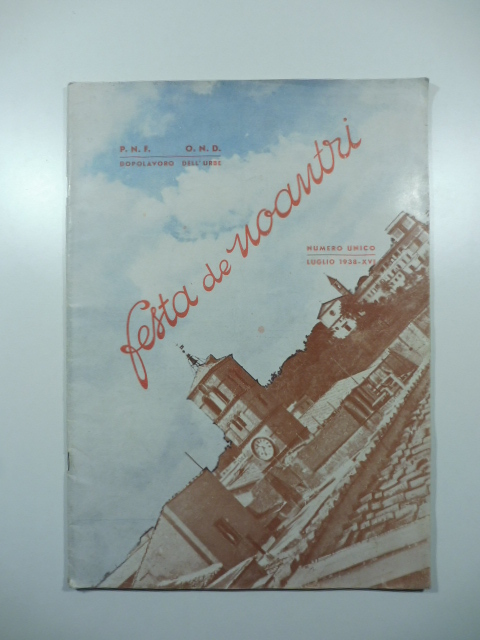 P. N. F. O. N. D.
DOPOLAVORO DELL'URBE
festa de noantri
NUMERO UNICO
LUGLIO 1938-XVI